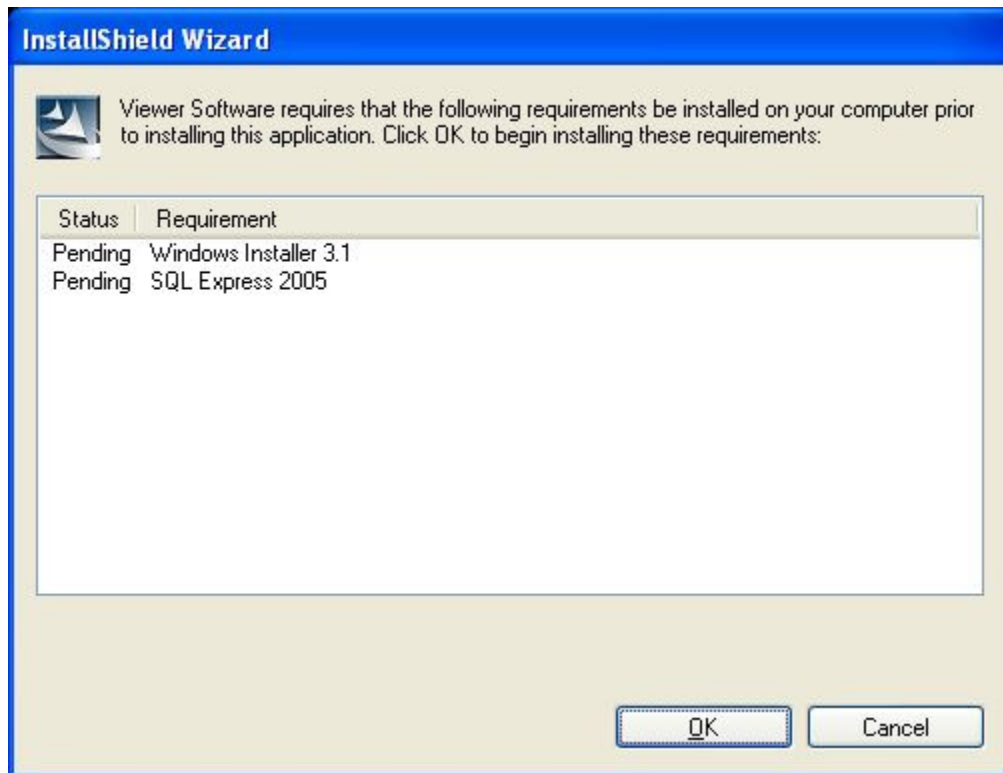 InstallShield Wizard
Viewer Software requires that the following requirements be installed on your computer prior
to installing this application. Click OK to begin installing these requirements:
Status Requirement
Pending Windows Installer 3.1
Pending SQL Express 2005
OK Cancel